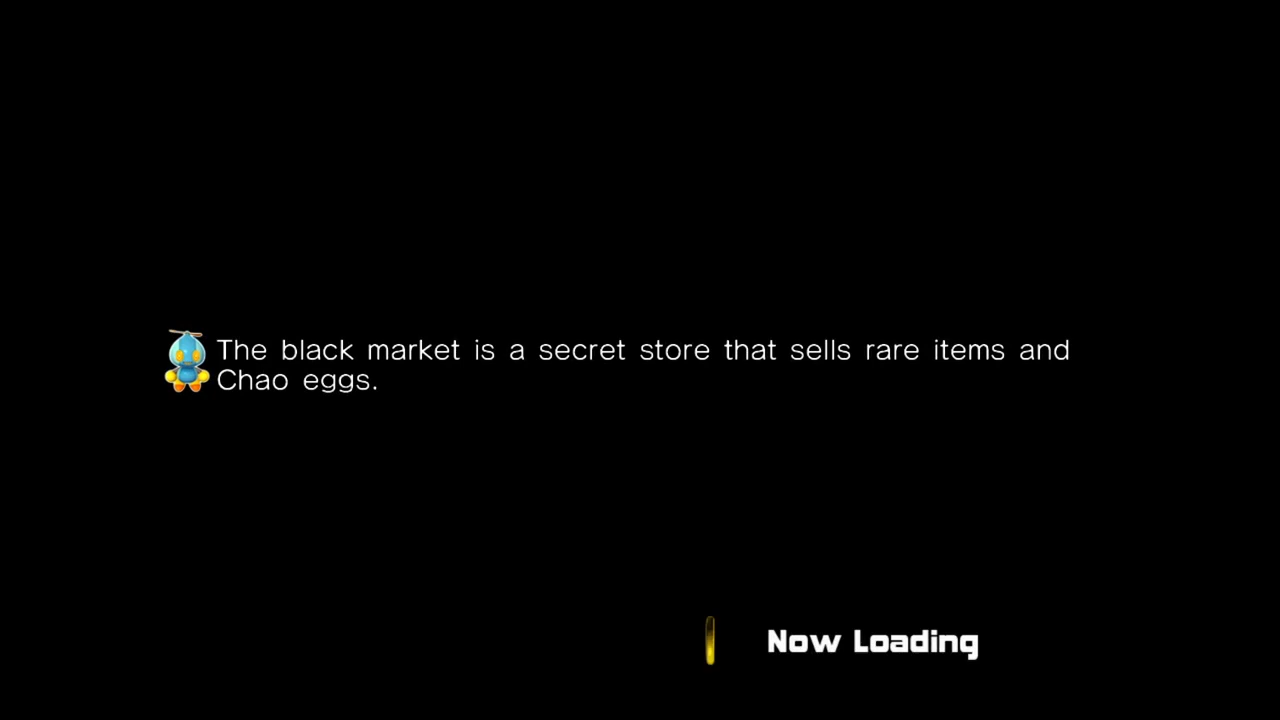 The black market is a secret store that sells rare items and
Chao eggs.
Now Loading